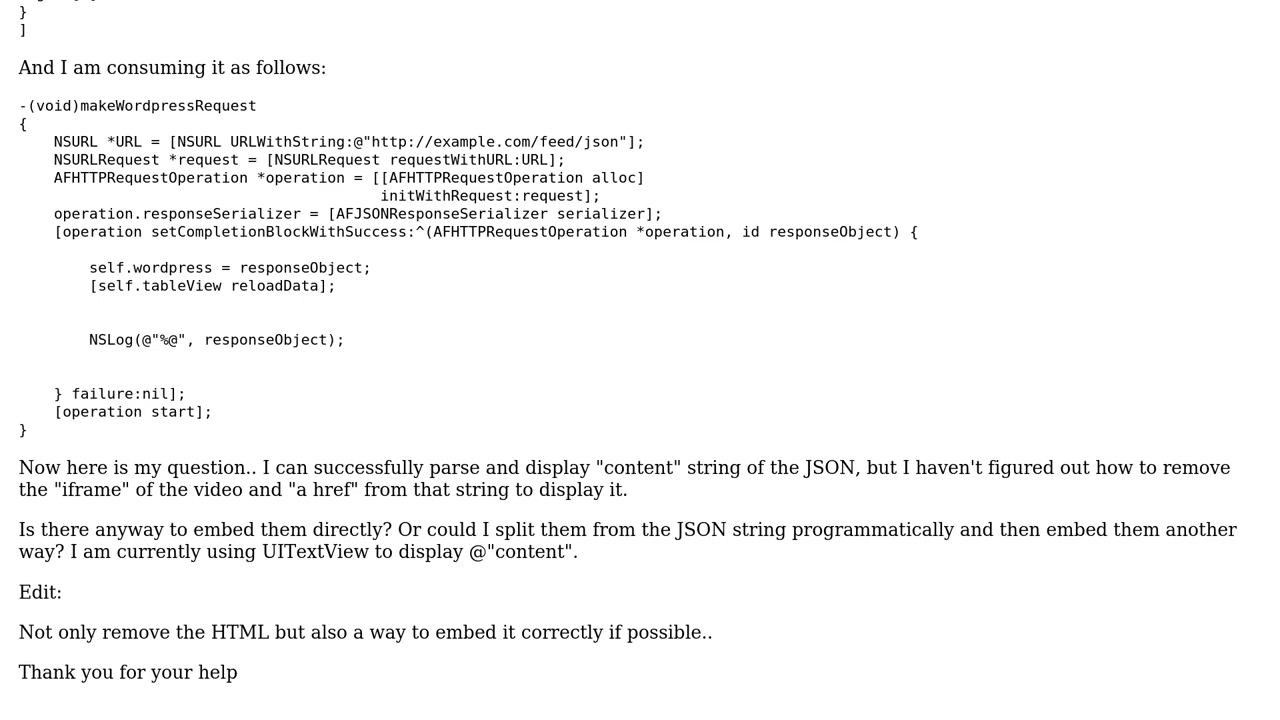 }
]
And I am consuming it as follows:
-(void)makeWordpressRequest
{
    NSURL *URL = [NSURL URLWithString:@"http://example.com/feed/json"];
    NSURLRequest *request = [NSURLRequest requestWithURL:URL];
    AFHTTPRequestOperation *operation = [[AFHTTPRequestOperation alloc]
                                         initWithRequest:request];
    operation.responseSerializer = [AFJSONResponseSerializer serializer];
    [operation setCompletionBlockWithSuccess:^(AFHTTPRequestOperation *operation, id responseObject) {
        self.wordpress = responseObject;
        [self.tableView reloadData];
        NSLog(@"%@", responseObject);
    } failure:nil];
    [operation start];
}
Now here is my question.. I can successfully parse and display "content" string of the JSON, but I haven't figured out how to remove
the "iframe" of the video and "a href" from that string to display it.
Is there anyway to embed them directly? Or could I split them from the JSON string programmatically and then embed them another
way? I am currently using UITextView to display @"content".
Edit:
Not only remove the HTML but also a way to embed it correctly if possible..
Thank you for your help